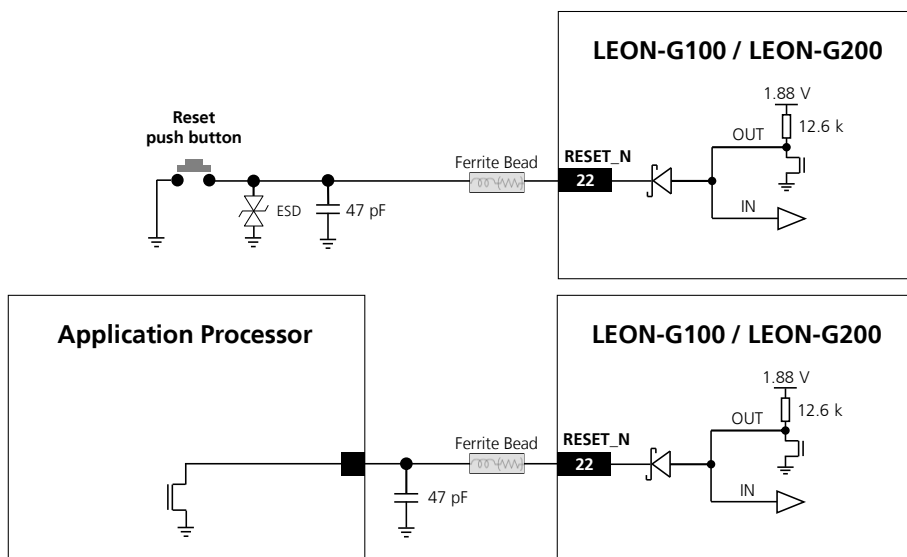 LEON-G100 / LEON-G200
1.88 V
12.6 k
OUT
Reset
push button
Ferrite Bead
RESET_N
22
ESD
47 pF
IN
Application Processor
LEON-G100 / LEON-G200
1.88 V
12.6 k
OUT
Ferrite Bead
RESET_N
22
47 pF
IN